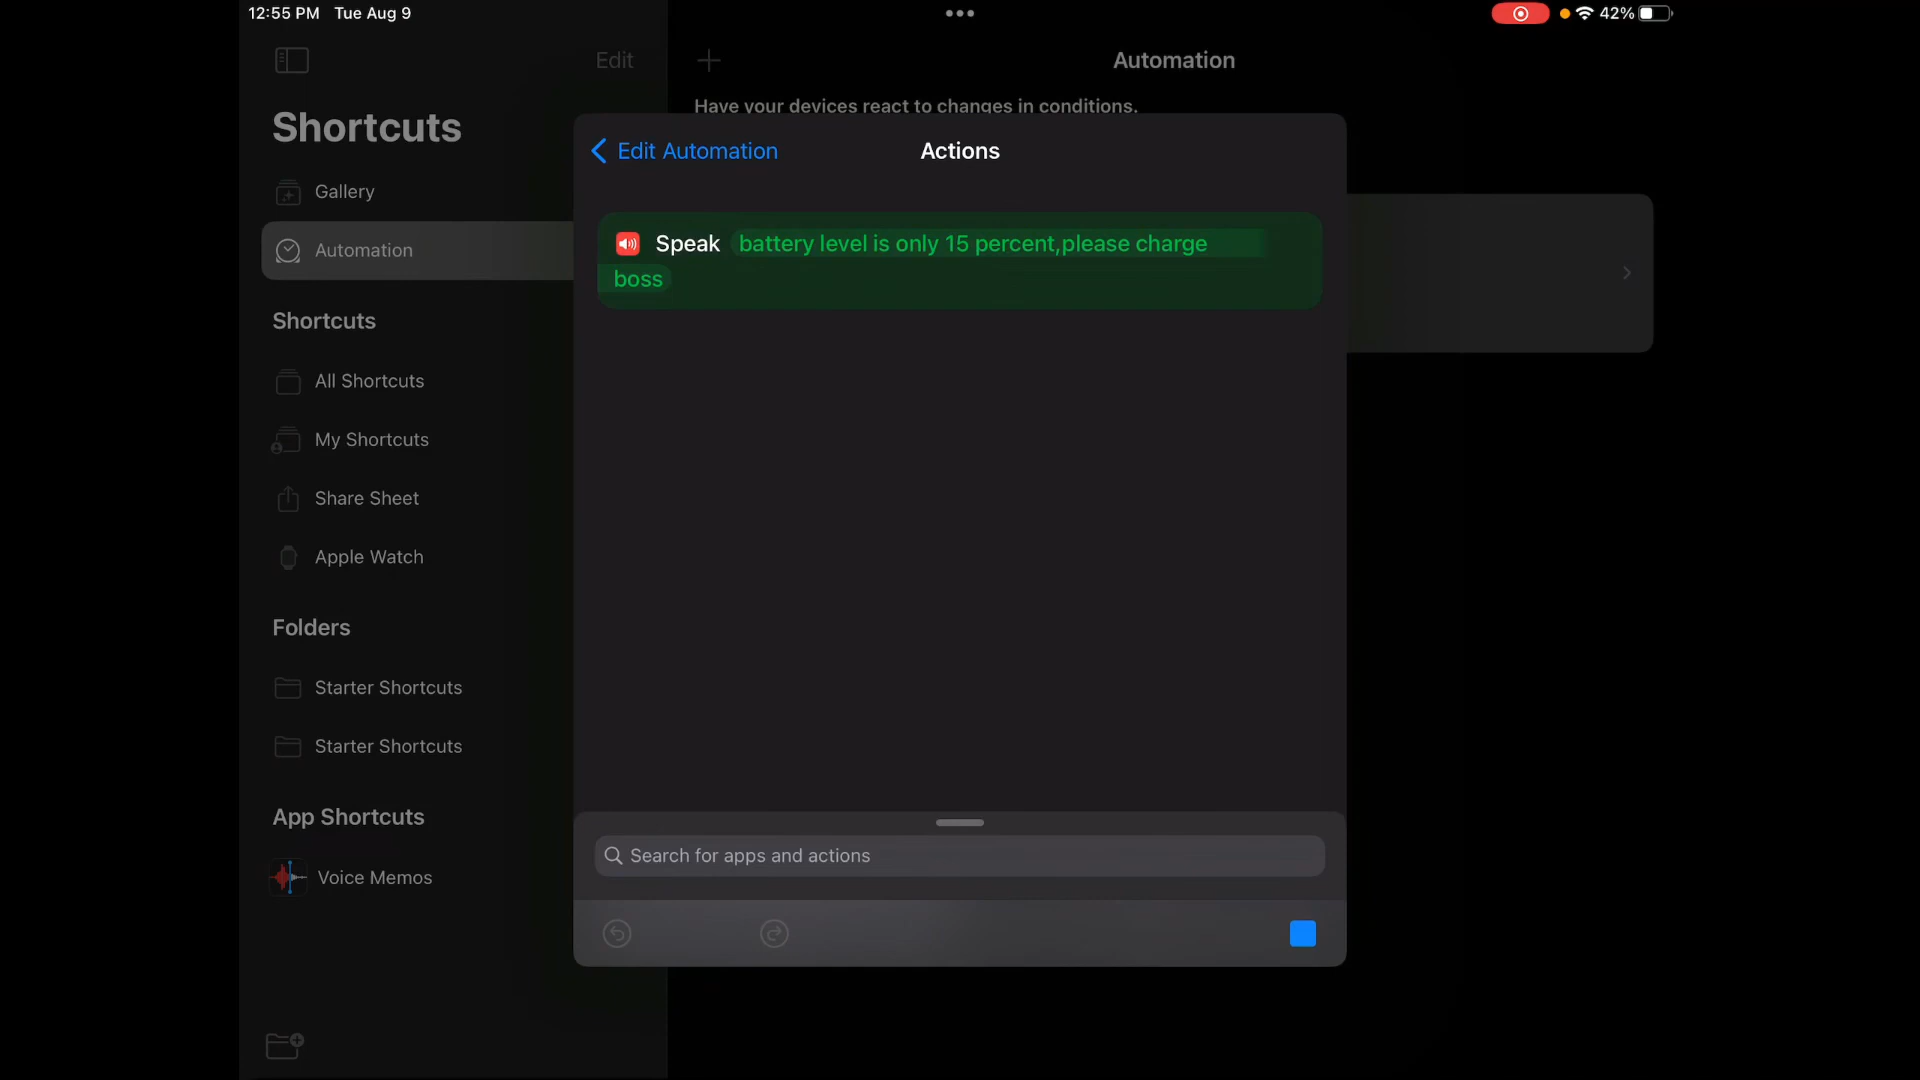 12:55 PM Tue Aug 9
42%
Edit
Automation
Have your devices react to changes in conditions.
Shortcuts
Gallery
Automation
Shortcuts
All Shortcuts
My Shortcuts
Share Sheet
Apple Watch
Folders
Starter Shortcuts
Starter Shortcuts
App Shortcuts
Voice Memos
Edit Automation
Actions
Speak battery level is only 15 percent,please charge
boss
Search for apps and actions